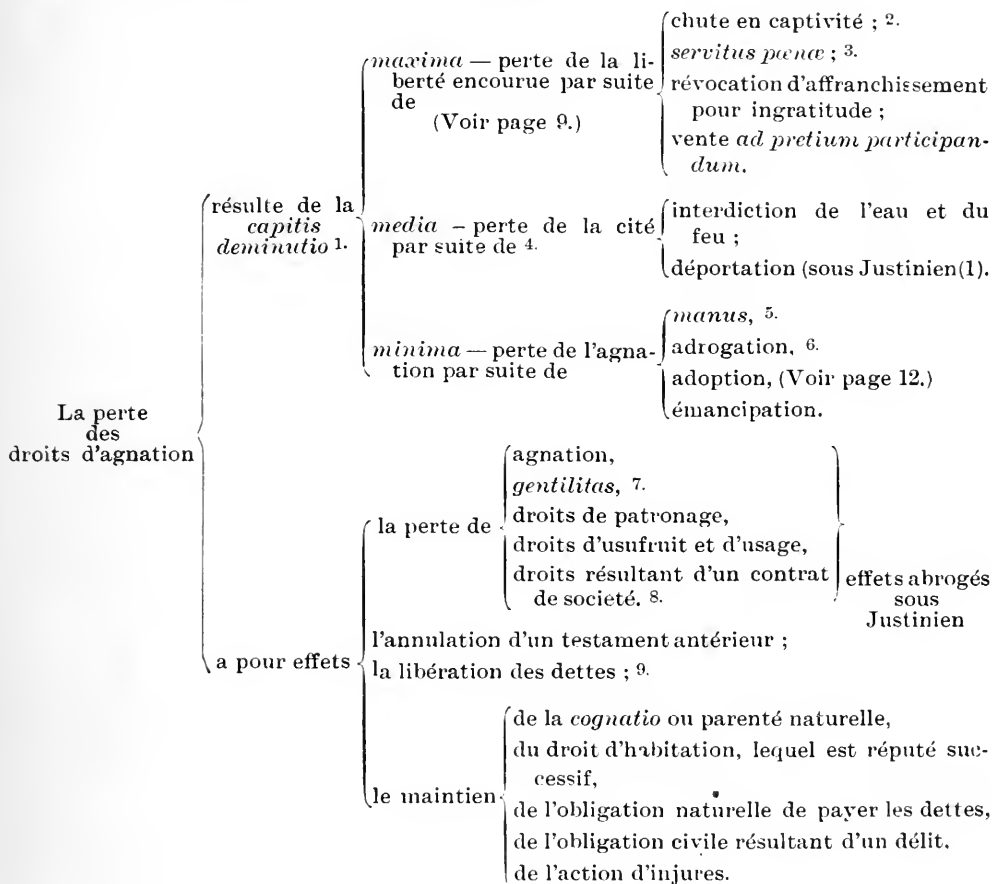 La perte
des
droits d'agnation
résulte de la
capitis
deminutio 1.
maxima — perte de la li-
berté encourue par suite
de
(Voir page 9.)
chute en captivité ; 2.
servitus pœnæ ; 3.
révocation d'affranchissement
pour ingratitude ;
vente ad pretium participan-
dum.
media – perte de la cité
par suite de 4.
interdiction de l'eau et du
feu ;
déportation (sous Justinien(1).
minima — perte de l'agna-
tion par suite de
manus, 5.
adrogation, 6.
adoption, (Voir page 12.)
émancipation.
a pour effets
la perte de
agnation,
gentilitas, 7.
droits de patronage,
droits d'usufruit et d'usage,
droits résultant d'un contrat
de société. 8.
effets abrogés
sous
Justinien
l'annulation d'un testament antérieur ;
la libération des dettes ; 9.
le maintien
de la cognatio ou parenté naturelle,
du droit d'habitation, lequel est réputé suc-
cessif,
de l'obligation naturelle de payer les dettes,
de l'obligation civile résultant d'un délit.
de l'action d'injures.